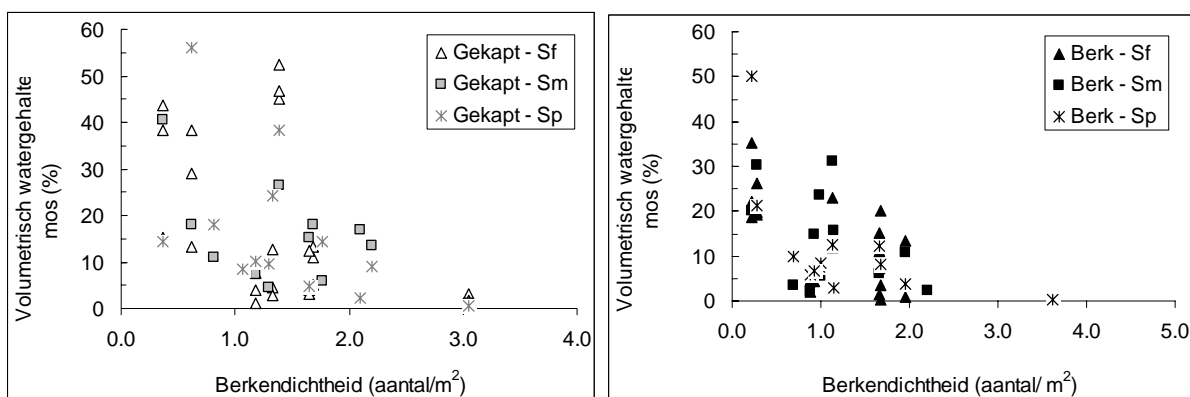 Volumetrisch watergehalte
mos (%)
60
50
40
30
20
10
0
0.0 1.0 2.0 3.0 4.0
Berkendichtheid (aantal/m²)
Gekapt - Sf
Gekapt - Sm
Gekapt - Sp
Volumetrisch watergehalte
mos (%)
60
50
40
30
20
10
0
0.0 1.0 2.0 3.0 4.0 5.0
Berkendichtheid (aantal/ m²)
Berk - Sf
Berk - Sm
Berk - Sp